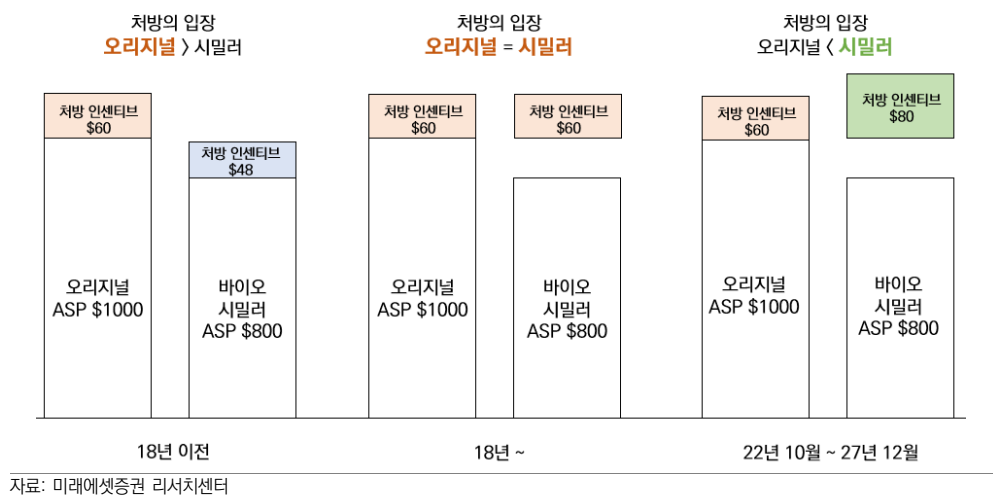 처방의 입장
오리지널 > 시밀러
처방 인센티브
$60
처방 인센티브
$48
오리지널
ASP $1000
바이오
시밀러
ASP $800
18년 이전
처방의 입장
오리지널 = 시밀러
처방 인센티브
$60
처방 인센티브
$60
오리지널
ASP $1000
바이오
시밀러
ASP $800
18년 ~
처방의 입장
오리지널 < 시밀러
처방 인센티브
$60
처방 인센티브
$80
오리지널
ASP $1000
바이오
시밀러
ASP $800
22년 10월 ~ 27년 12월
자료: 미래에셋증권 리서치센터